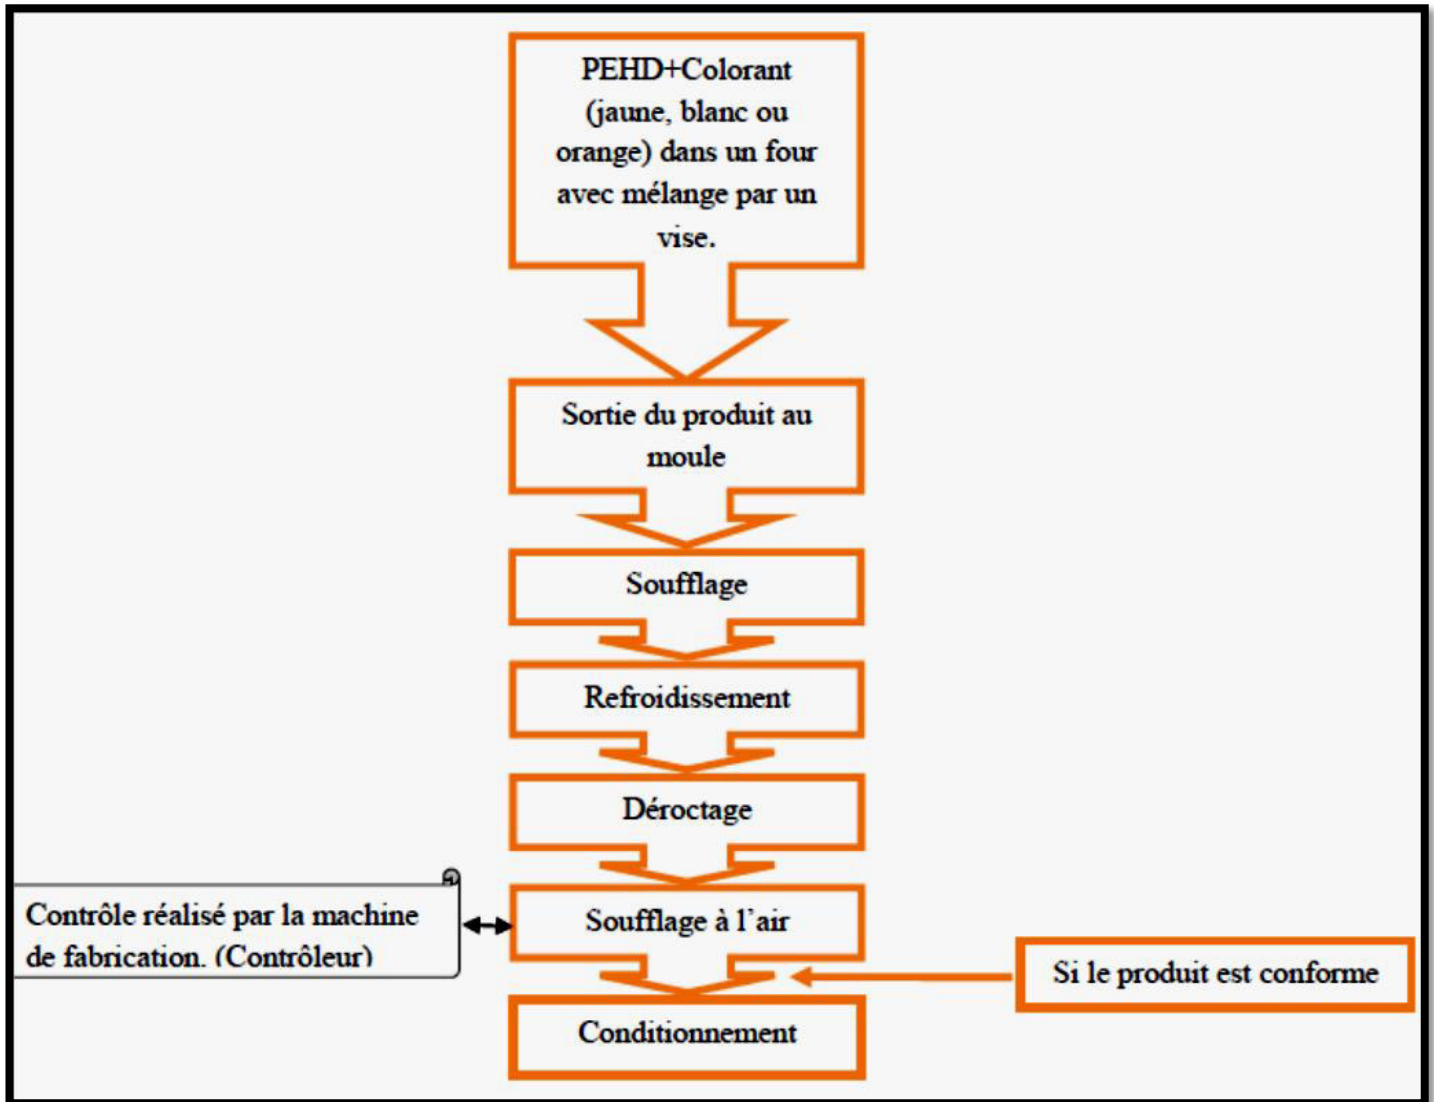 PEHD+Colorant
(jaune, blanc ou
orange) dans un four
avec mélange par un
vise.
Sortie du produit au
moule
Soufflage
Refroidissement
Déroctage
Contrôle réalisé par la machine
de fabrication. (Contrôleur)
Soufflage à l’air
Si le produit est conforme
Conditionnement